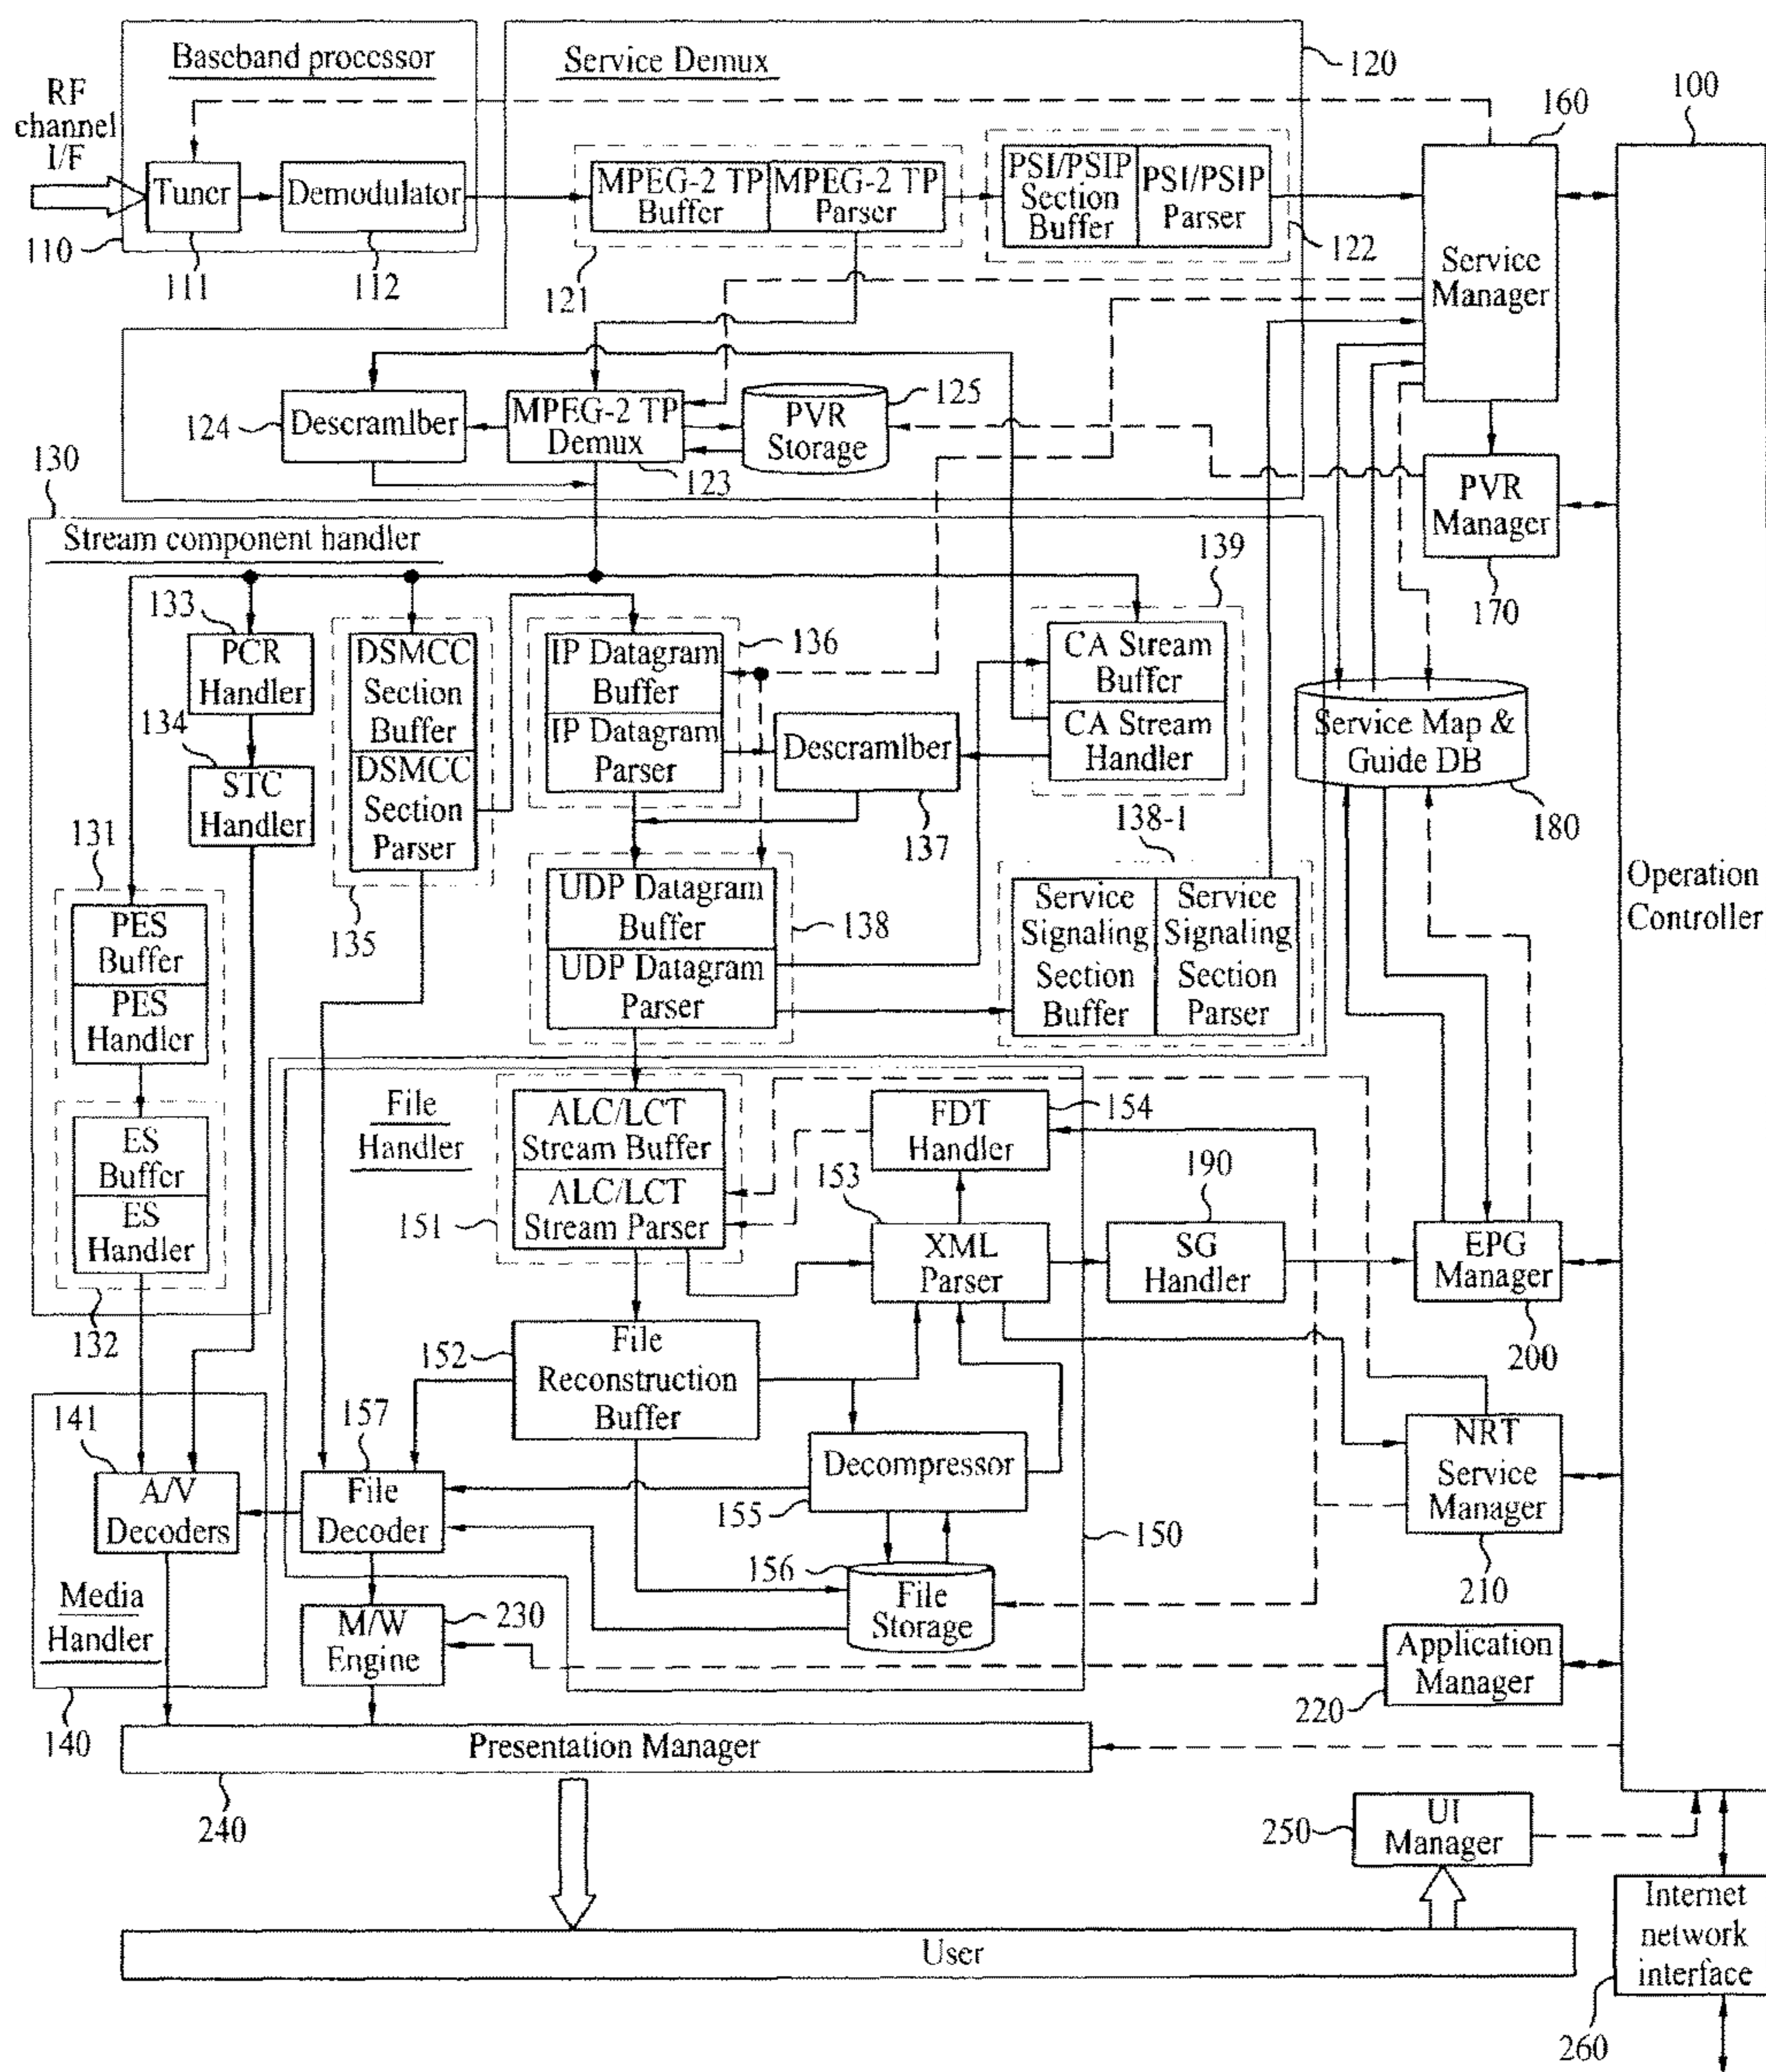 Baseband processor
Service Demux
120
RF
channel
I/F
160
100
Tuner
Demodulator
MPEG-2 TP
Buffer
MPEG-2 TP
Parser
PSI/PSIP
Section
Buffer
PSI/PSIP
Parser
110
111
112
121
122
Service
Manager
124
Descramlber
MPEG-2 TP
Demux
123
PVR
Storage
125
130
PVR
Manager
170
Stream component handler
139
133
PCR
Handler
134
STC
Handler
DSMCC
Section
Buffer
DSMCC
Section
Parser
135
IP Datagram
Buffer
IP Datagram
Parser
136
Descramlber
137
CA Stream
Buffer
CA Stream
Handler
Service Map &
Guide DB
180
138-1
131
PES
Buffer
PES
Handler
UDP Datagram
Buffer
UDP Datagram
Parser
138
Service
Signaling
Section
Buffer
Service
Signaling
Section
Parser
Operation
Controller
ES
Buffer
ES
Handler
132
File
Handler
ALC/LCT
Stream Buffer
ALC/LCT
Stream Parser
151
FDT
Handler
154
153
XML
Parser
190
SG
Handler
EPG
Manager
200
152
File
Reconstruction
Buffer
141
A/V
Decoders
157
File
Decoder
Decompressor
155
150
NRT
Service
Manager
210
156
File
Storage
Media
Handler
140
M/W
Engine
230
Application
Manager
220
Presentation Manager
240
250
UI
Manager
Internet
network
interface
260
User